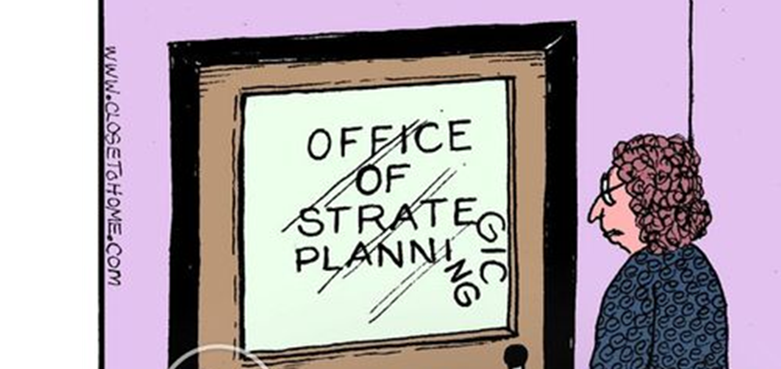 WWW.CLOSETOHOME.COM
OFFICE
OF
STRATEGIC
PLANNING